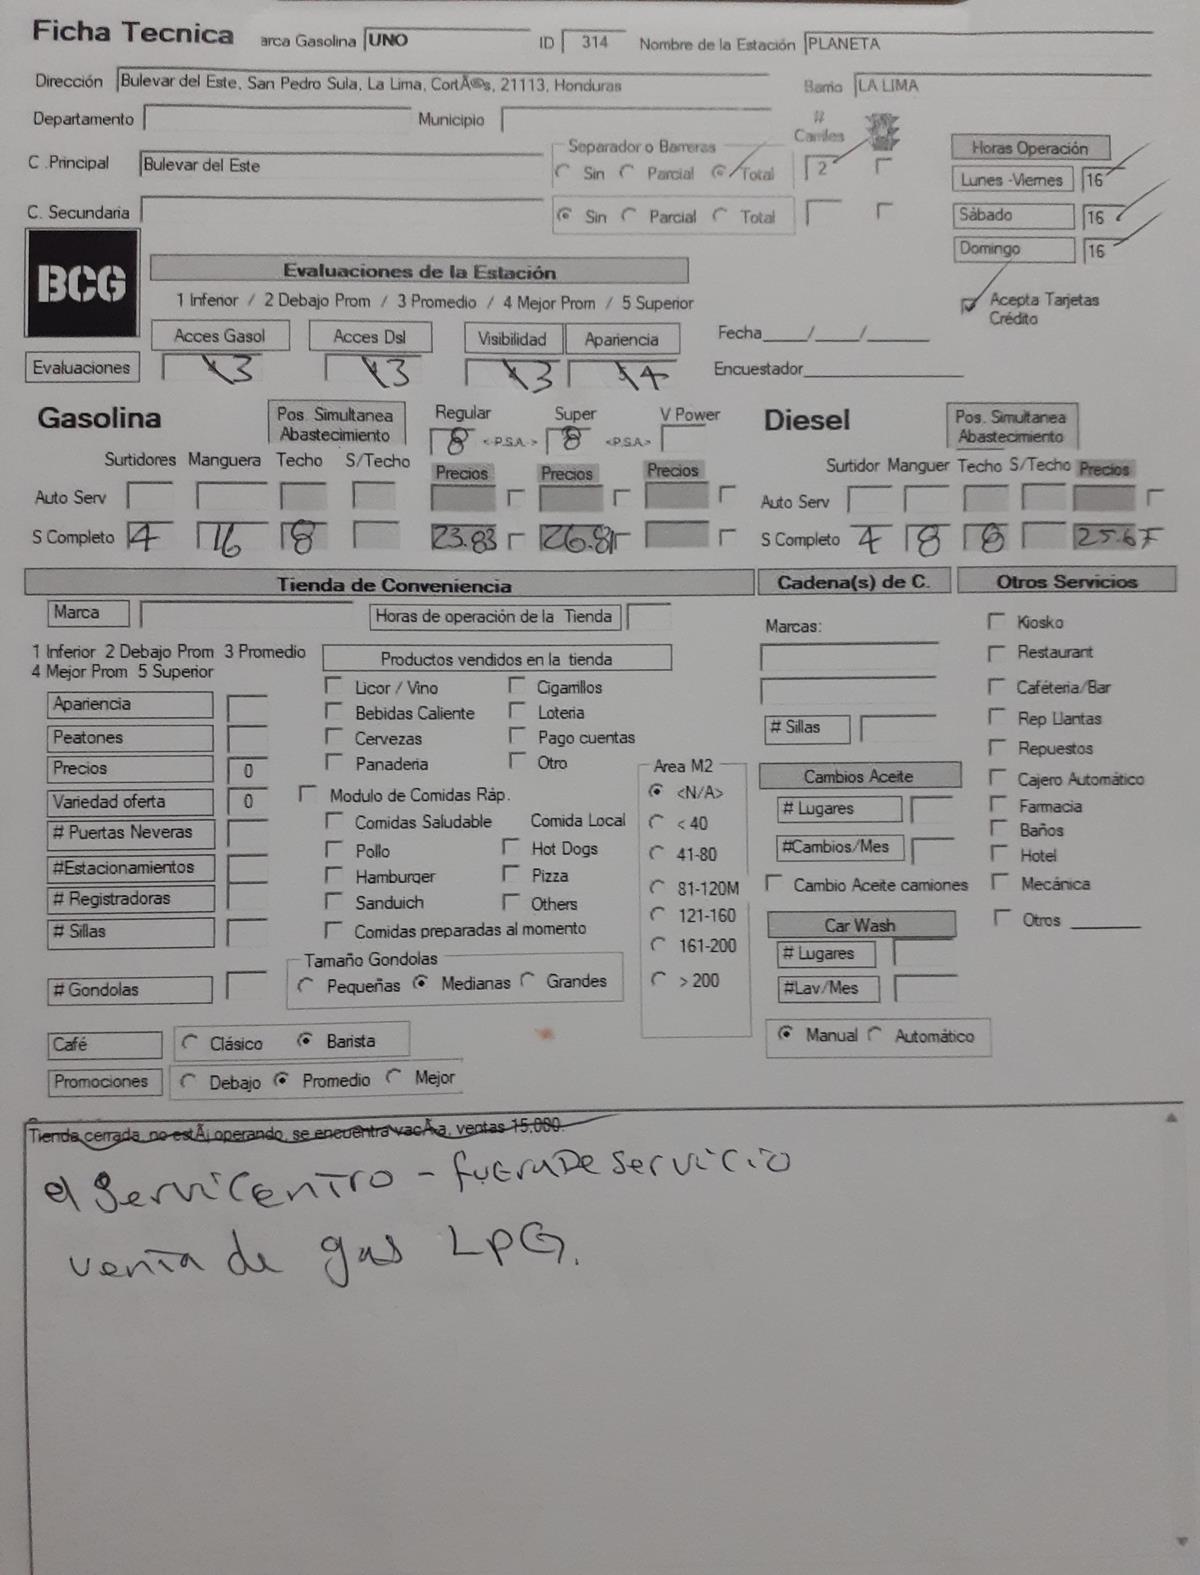 Ficha Tecnica arca Gasolina UNO ID 314 Nombre de la Estación PLANETA
Dirección Bulevar del Este, San Pedro Sula, La Lima, CortÃ©s, 21113, Honduras Barrio LA LIMA
Departamento Municipio # Carriles
C .Principal Bulevar del Este Separador o Barreras Sin Parcial Total 2 Horas Operación
Lunes -Viernes 16
C. Secundaria Sin Parcial Total Sàbado 16
Domingo 16
BCG Evaluaciones de la Estación
1 Inferior / 2 Debajo Prom / 3 Promedio / 4 Mejor Prom / 5 Superior Acepta Tarjetas Crédito
Acces Gasol Acces Dsl Visibilidad Apariencia Fecha____/____/______
Evaluaciones 3 3 3 4 Encuestador
Gasolina Pos. Simultanea Abastecimiento Regular Super V Power Diesel Pos. Simultanea Abastecimiento
8 <-P.S.A.-> 8 <P.S.A>
Surtidores Manguera Techo S/Techo Precios Precios Precios Surtidor Manguer Techo S/Techo Precios
Auto Serv Auto Serv
S Completo 4 16 8 23.83 26.81 S Completo 4 8 8 25.67
Tienda de Conveniencia Cadena(s) de C. Otros Servicios
Marca Horas de operación de la Tienda Marcas: Kiosko
1 Inferior 2 Debajo Prom 3 Promedio
4 Mejor Prom 5 Superior Productos vendidos en la tienda Restaurant
Apariencia Licor / Vino Cigarrillos Caféteria/Bar
Peatones Bebidas Caliente Loteria # Sillas Rep Llantas
Cervezas Pago cuentas Repuestos
Precios 0 Panaderia Otro Area M2 Cambios Aceite Cajero Automático
Variedad oferta 0 Modulo de Comidas Ráp. <N/A> # Lugares Farmacia
# Puertas Neveras Comidas Saludable Comida Local < 40 Baños
#Estacionamientos Pollo Hot Dogs 41-80 #Cambios/Mes Hotel
# Registradoras Hamburger Pizza 81-120M Cambio Aceite camiones Mecánica
Sanduich Others 121-160 Car Wash Otros
# Sillas Comidas preparadas al momento 161-200 # Lugares
Tamaño Gondolas
# Gondolas Pequeñas Medianas Grandes > 200 #Lav/Mes
Café Clásico Barista Manual Automático
Promociones Debajo Promedio Mejor
Tienda cerrada, no estÃ¡ operando, se encuentra vacÃ­a, ventas 15,000.
el servicentro - fuera De servicio
venta de gas LPG.